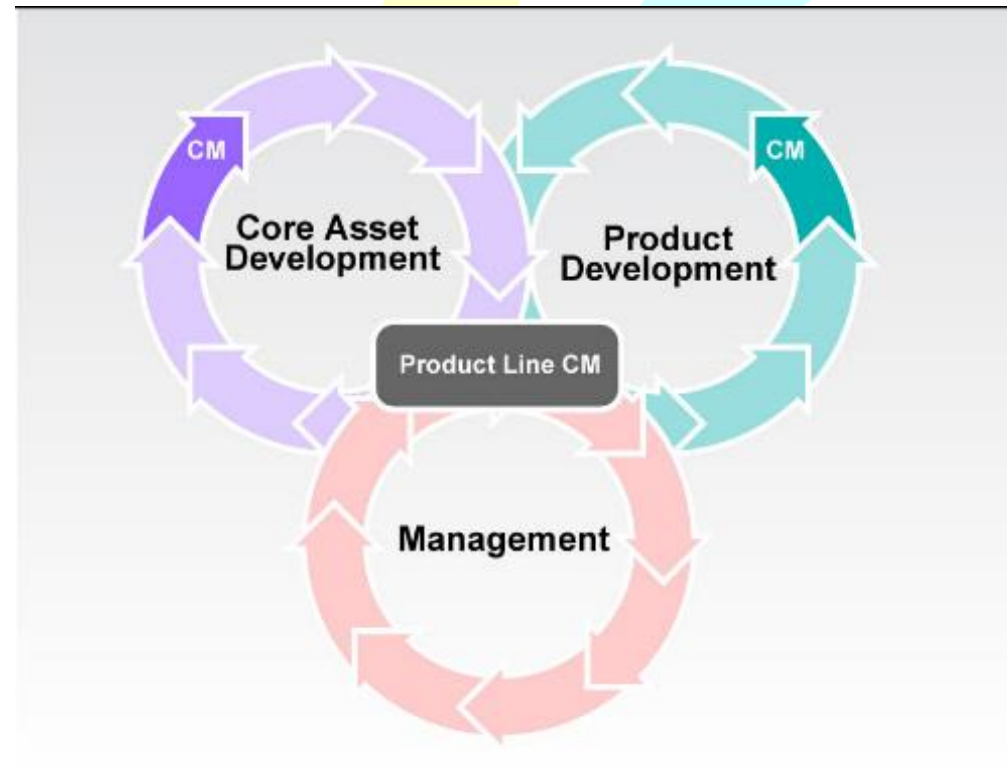 CM
CM
Core Asset
Development
Product
Development
Product Line CM
Management